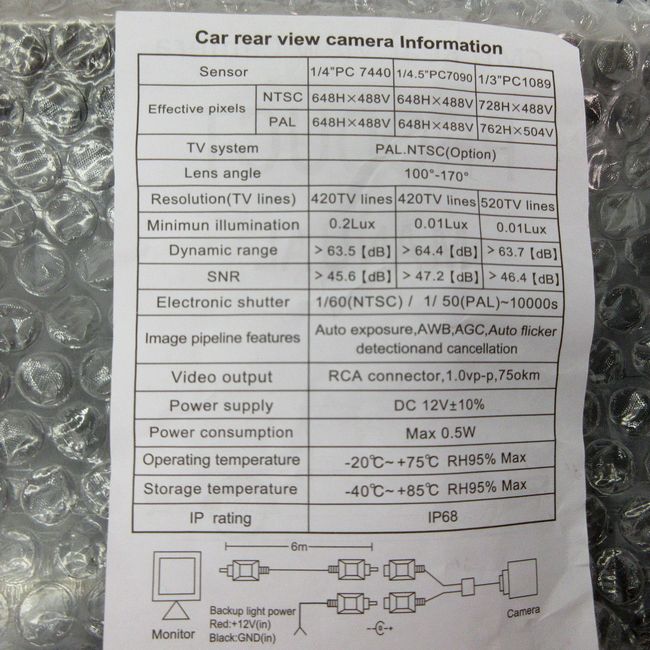 Car rear view camera Information
Sensor 1/4"PC 7440 1/4.5"PC7090 1/3"PC1089
Effective pixels NTSC 648H×488V 648H×488V 728H×488V
PAL 648H×488V 648H×488V 762H×504V
TV system PAL.NTSC(Option)
Lens angle 100°-170°
Resolution(TV lines) 420TV lines 420TV lines 520TV lines
Minimun illumination 0.2Lux 0.01Lux 0.01Lux
Dynamic range > 63.5【dB】 > 64.4【dB】 > 63.7【dB】
SNR > 45.6【dB】 > 47.2【dB】 > 46.4【dB】
Electronic shutter 1/60(NTSC) / 1/ 50(PAL)~10000s
Image pipeline features Auto exposure,AWB,AGC,Auto flicker
detectionand cancellation
Video output RCA connector,1.0vp-p,75okm
Power supply DC 12V±10%
Power consumption Max 0.5W
Operating temperature -20℃~ +75℃ RH95% Max
Storage temperature -40℃~ +85℃ RH95% Max
IP rating IP68
6m
Backup light power
Red:+12V(in)
Black:GND(in)
Monitor
Camera